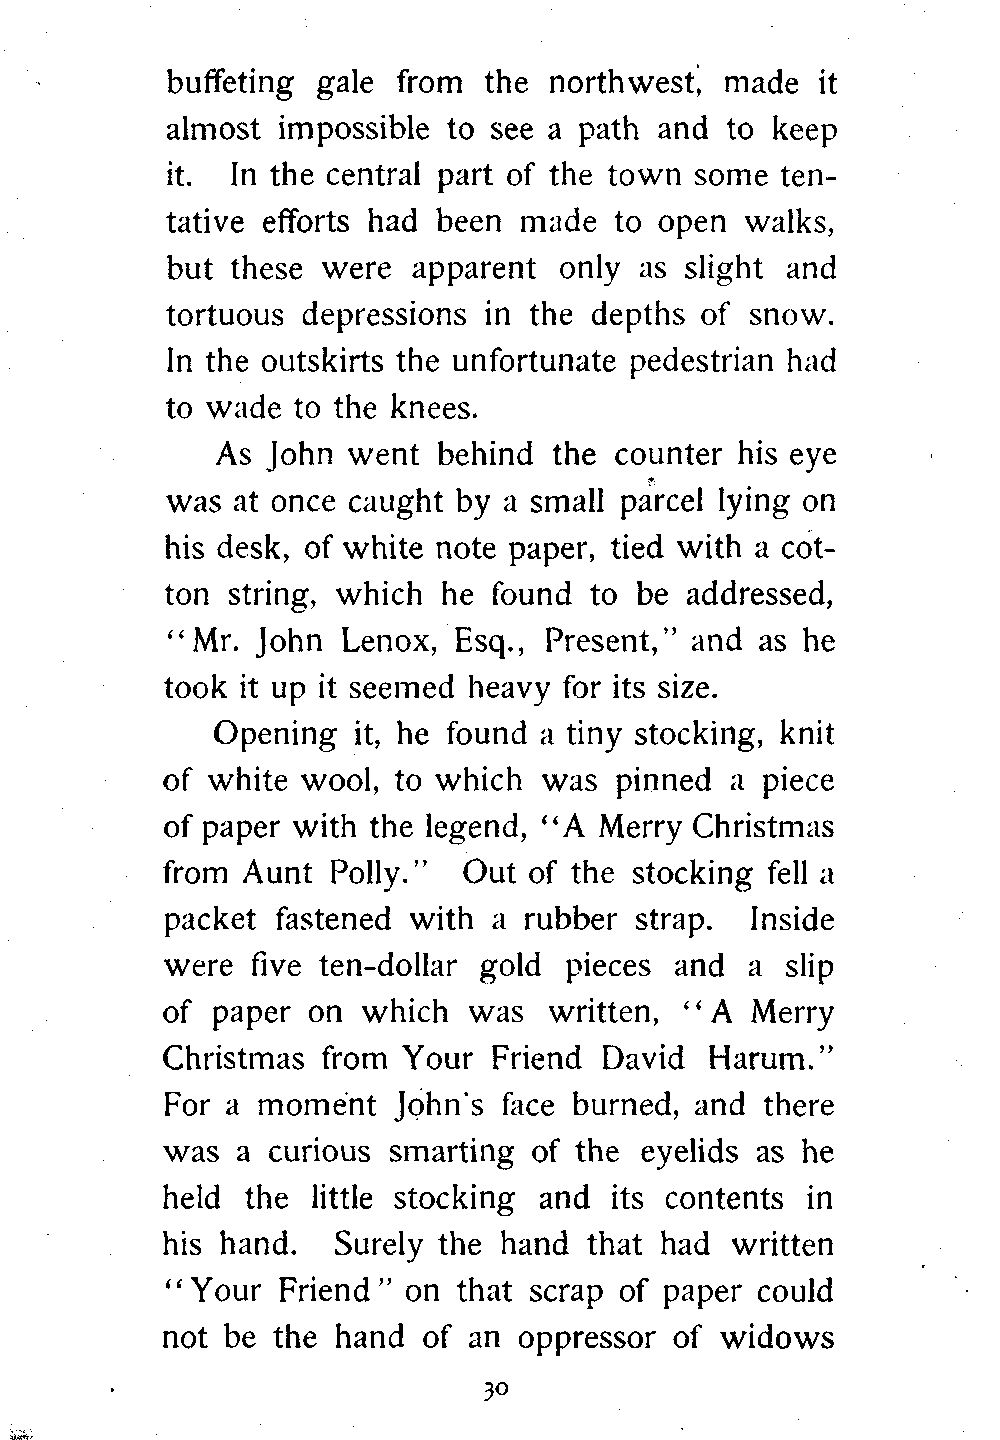 buffeting gale from the northwest, made it
almost impossible to see a path and to keep
it. In the central part of the town some ten-
tative efforts had been made to open walks,
but these were apparent only as slight and
tortuous depressions in the depths of snow.
In the outskirts the unfortunate pedestrian had
to wade to the knees.
As John went behind the counter his eye
was at once caught by a small parcel lying on
his desk, of white note paper, tied with a cot-
ton string, which he found to be addressed,
“Mr. John Lenox, Esq., Present,” and as he
took it up it seemed heavy for its size.
Opening it, he found a tiny stocking, knit
of white wool, to which was pinned a piece
of paper with the legend, “A Merry Christmas
from Aunt Polly.” Out of the stocking fell a
packet fastened with a rubber strap. Inside
were five ten-dollar gold pieces and a slip
of paper on which was written, “A Merry
Christmas from Your Friend David Harum.”
For a moment John's face burned, and there
was a curious smarting of the eyelids as he
held the little stocking and its contents in
his hand. Surely the hand that had written
“Your Friend” on that scrap of paper could
not be the hand of an oppressor of widows
30